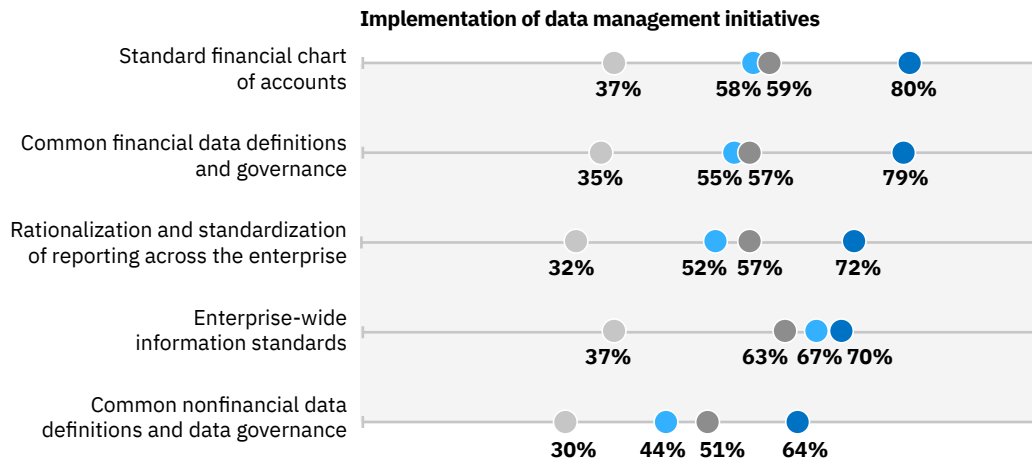 Implementation of data management initiatives
Standard financial chart
of accounts
37% 58% 59% 80%
Common financial data definitions
and governance
35% 55% 57% 79%
Rationalization and standardization
of reporting across the enterprise
32% 52% 57% 72%
Enterprise-wide
information standards
37% 63% 67% 70%
Common nonfinancial data
definitions and data governance
30% 44% 51% 64%